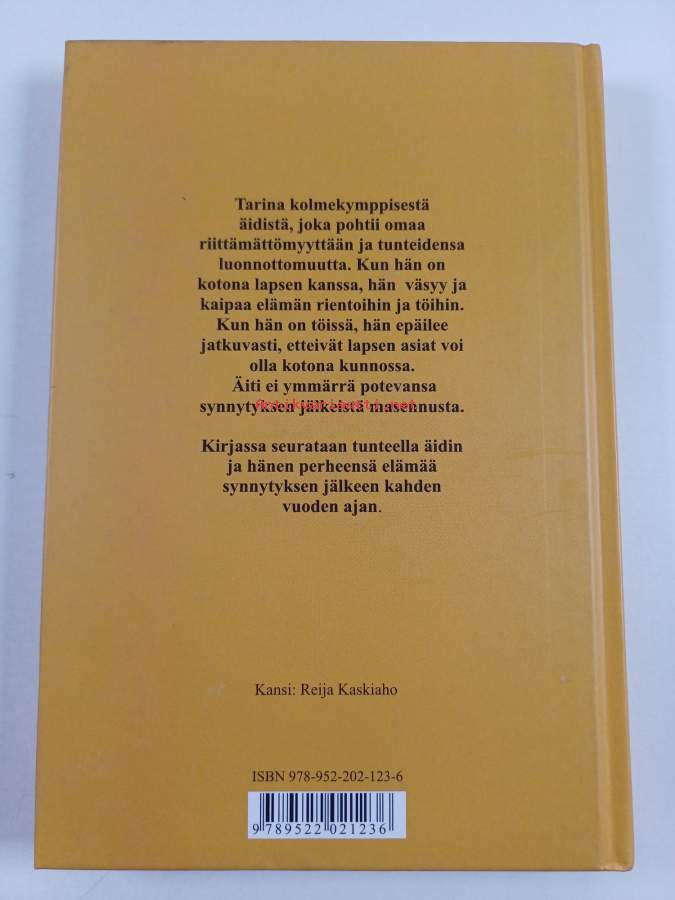 Tarina kolmekymppisestä
äidistä, joka pohtii omaa
riittämättömyyttään ja tunteidensa
luonnottomuutta. Kun hän on
kotona lapsen kanssa, hän väsyy ja
kaipaa elämän rientoihin ja töihin.
Kun hän on töissä, hän epäilee
jatkuvasti, etteivät lapsen asiat voi
olla kotona kunnossa.
Äiti ei ymmärrä potevansa
antikvariaatti.net
synnytyksen jälkeistä masennusta.
Kirjassa seurataan tunteella äidin
ja hänen perheensä elämää
synnytyksen jälkeen kahden
vuoden ajan.
Kansi: Reija Kaskiaho
ISBN 978-952-202-123-6
9 789522 021236